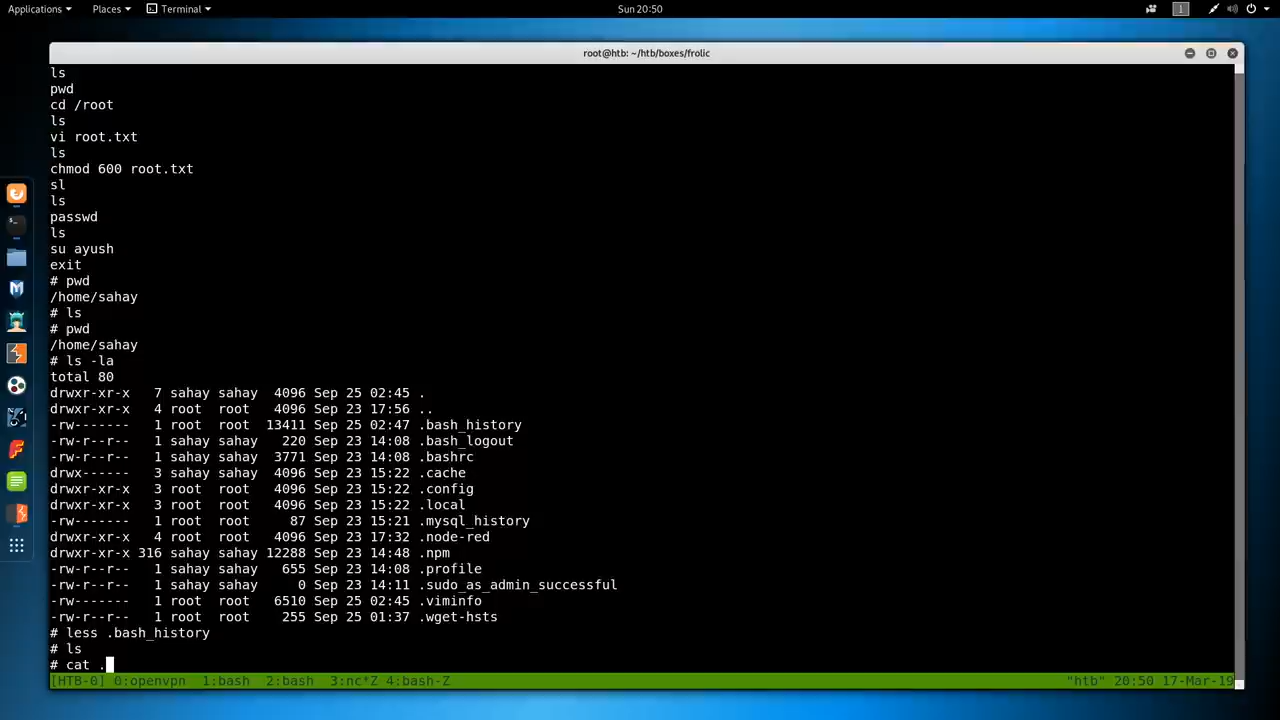 Applications Places Terminal Sun 20:50 1
root@htb: ~/htb/boxes/frolic
ls
pwd
cd /root
ls
vi root.txt
ls
chmod 600 root.txt
sl
ls
passwd
ls
su ayush
exit
# pwd
/home/sahay
# ls
# pwd
/home/sahay
# ls -la
total 80
drwxr-xr-x   7 sahay sahay  4096 Sep 25 02:45 .
drwxr-xr-x   4 root  root   4096 Sep 23 17:56 ..
-rw-------   1 root  root  13411 Sep 25 02:47 .bash_history
-rw-r--r--   1 sahay sahay   220 Sep 23 14:08 .bash_logout
-rw-r--r--   1 sahay sahay  3771 Sep 23 14:08 .bashrc
drwx------   3 sahay sahay  4096 Sep 23 15:22 .cache
drwxr-xr-x   3 root  root   4096 Sep 23 15:22 .config
drwxr-xr-x   3 root  root   4096 Sep 23 15:22 .local
-rw-------   1 root  root     87 Sep 23 15:21 .mysql_history
drwxr-xr-x   4 root  root   4096 Sep 23 17:32 .node-red
drwxr-xr-x 316 sahay sahay 12288 Sep 23 14:48 .npm
-rw-r--r--   1 sahay sahay   655 Sep 23 14:08 .profile
-rw-r--r--   1 sahay sahay     0 Sep 23 14:11 .sudo_as_admin_successful
-rw-------   1 root  root   6510 Sep 25 02:45 .viminfo
-rw-r--r--   1 root  root    255 Sep 25 01:37 .wget-hsts
# less .bash_history
# ls
# cat .
[HTB-0] 0:openvpn  1:bash  2:bash  3:nc*Z 4:bash-Z "htb" 20:50 17-Mar-19